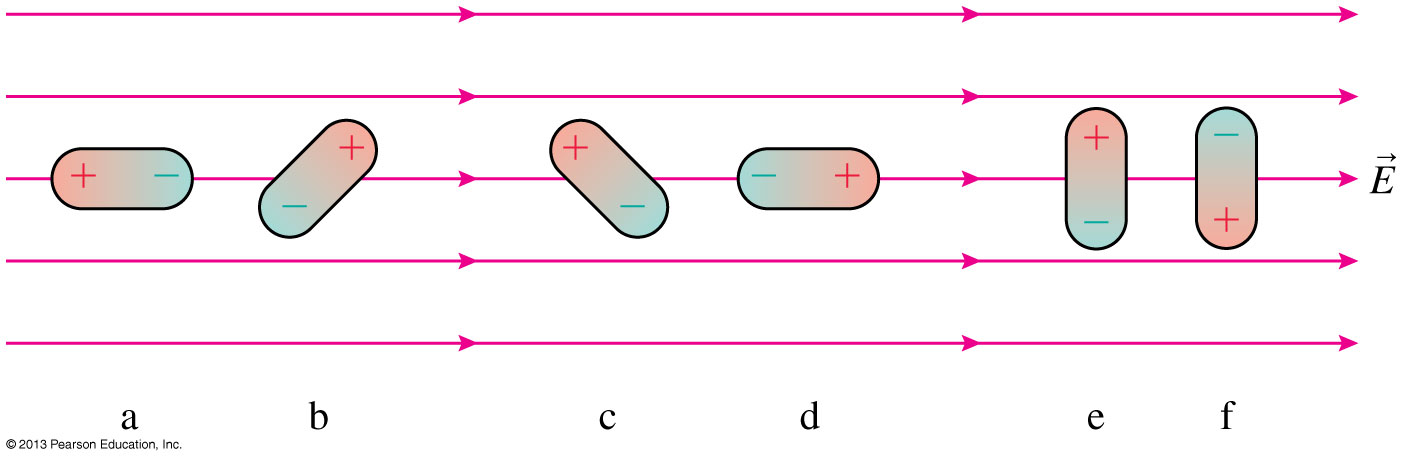 + − − + + − − + + − − +
E⃗
a b c d e f
© 2013 Pearson Education, Inc.